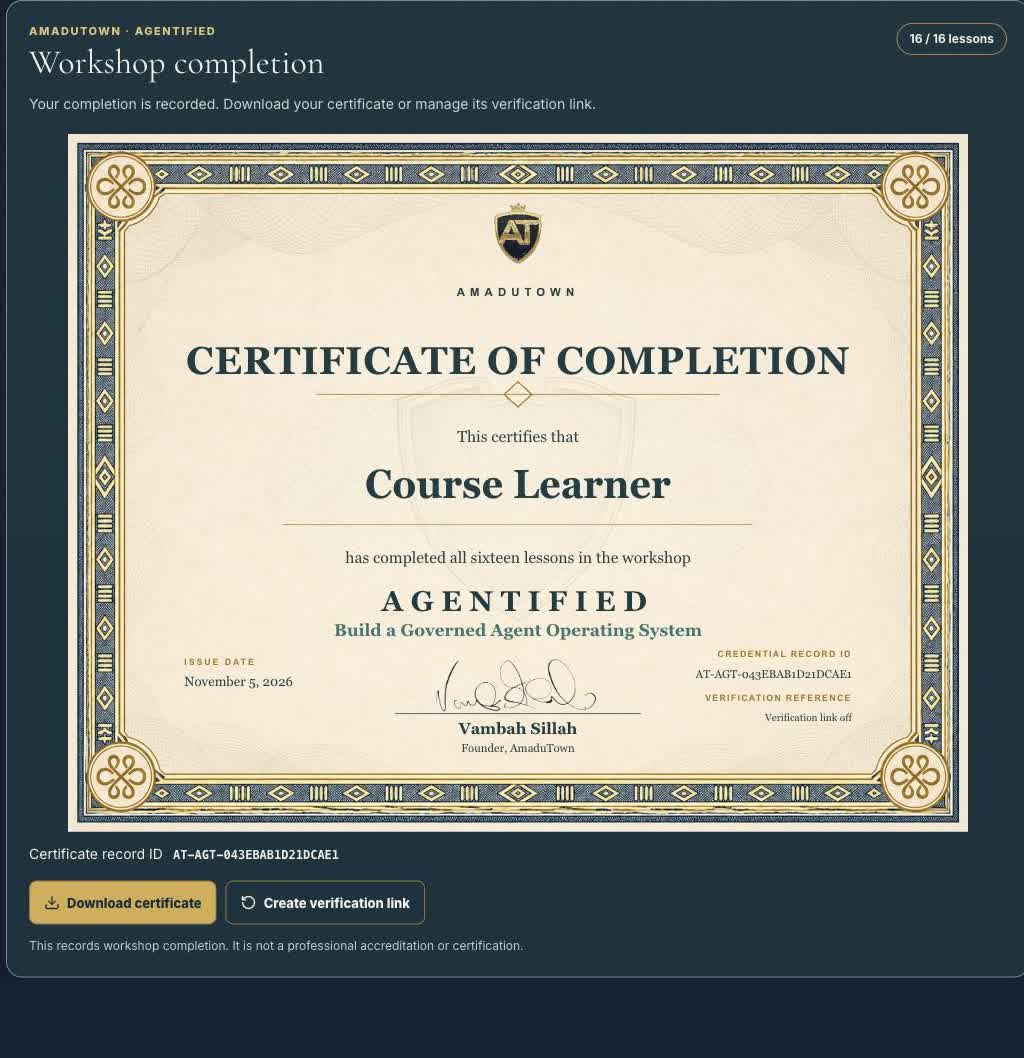 AMADUTOWN · AGENTIFIED
16 / 16 lessons
Workshop completion
Your completion is recorded. Download your certificate or manage its verification link.
AT
AMADUTOWN
CERTIFICATE OF COMPLETION
This certifies that
Course Learner
has completed all sixteen lessons in the workshop
AGENTIFIED
Build a Governed Agent Operating System
ISSUE DATE
November 5, 2026
Vambah Sillah
Founder, AmaduTown
CREDENTIAL RECORD ID
AT-AGT-043EBAB1D21DCAE1
VERIFICATION REFERENCE
Verification link off
Certificate record ID AT-AGT-043EBAB1D21DCAE1
Download certificate
Create verification link
This records workshop completion. It is not a professional accreditation or certification.